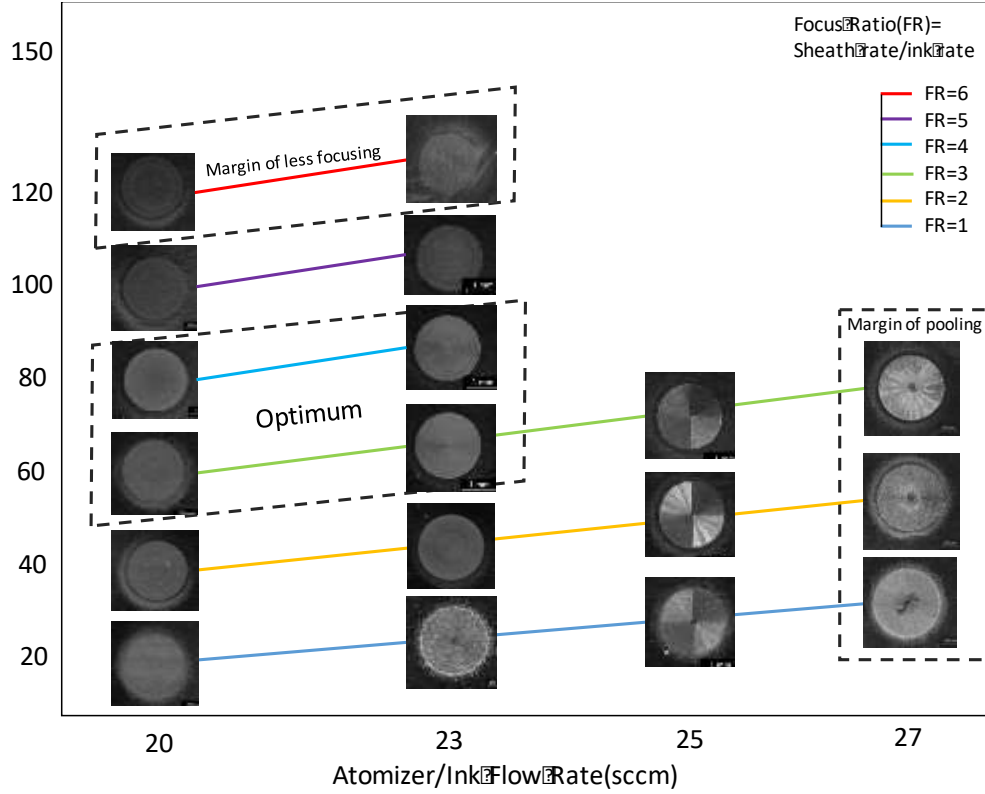 150
120
100
80
60
40
20
Focus⍰Ratio(FR)=
Sheath⍰rate/ink⍰rate
FR=6
FR=5
FR=4
FR=3
FR=2
FR=1
Margin of less focusing
Optimum
Margin of pooling
20
23
25
27
Atomizer/Ink⍰Flow⍰Rate(sccm)